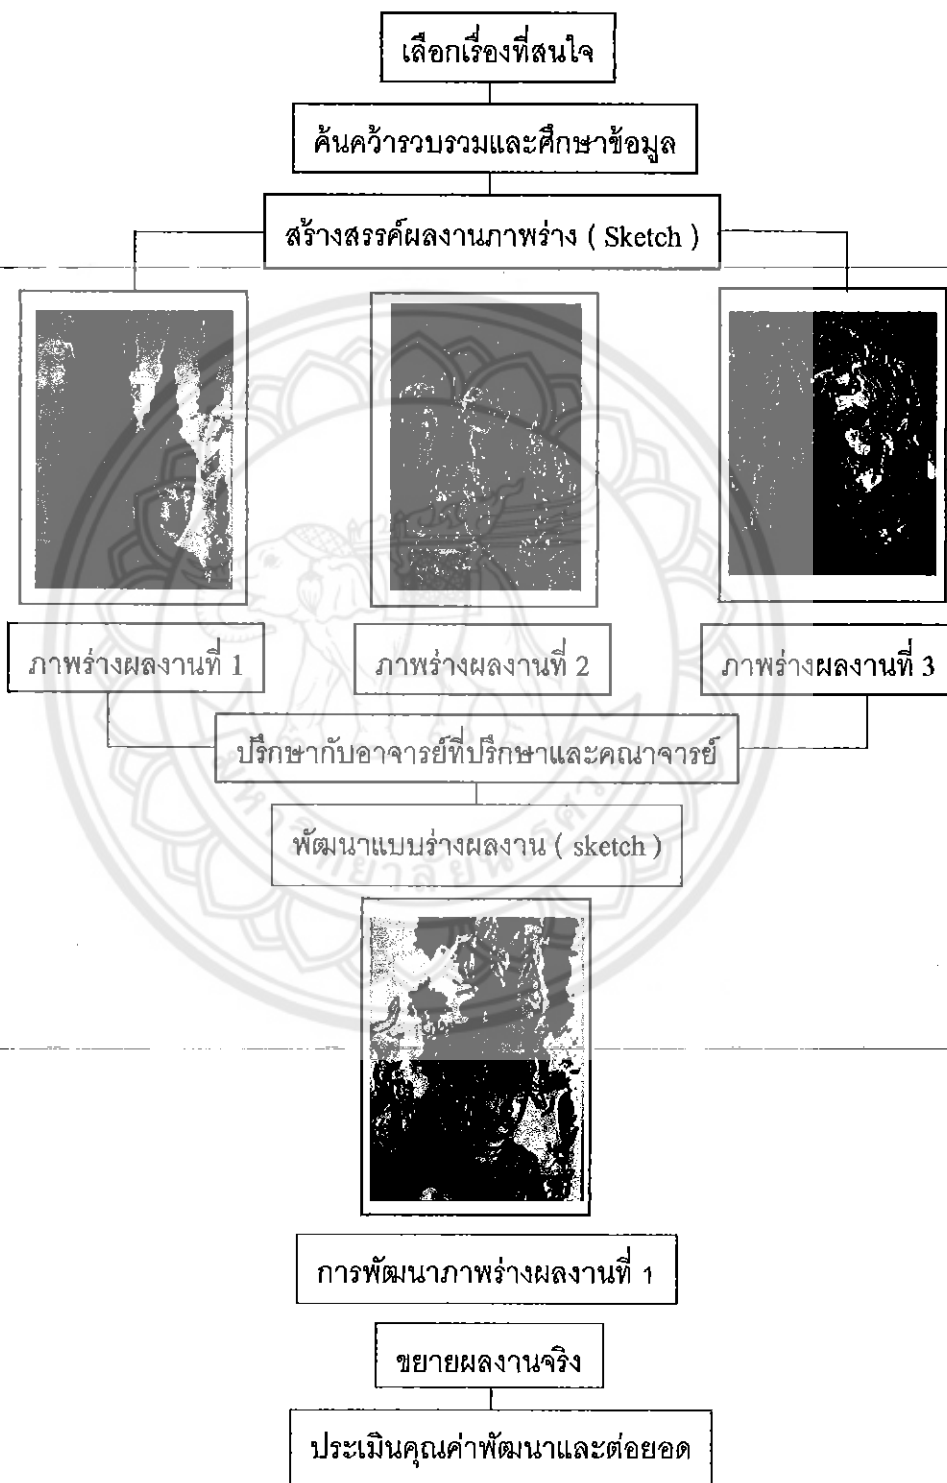 เลือกเรื่องที่สนใจ
ค้นคว้ารวบรวมและศึกษาข้อมูล
สร้างสรรค์ผลงานภาพร่าง ( Sketch )
ภาพร่างผลงานที่ 1
ภาพร่างผลงานที่ 2
ภาพร่างผลงานที่ 3
ปรึกษากับอาจารย์ที่ปรึกษาและคณาจารย์
พัฒนาแบบร่างผลงาน ( sketch )
การพัฒนาภาพร่างผลงานที่ 1
ขยายผลงานจริง
ประเมินคุณค่าพัฒนาและต่อยอด